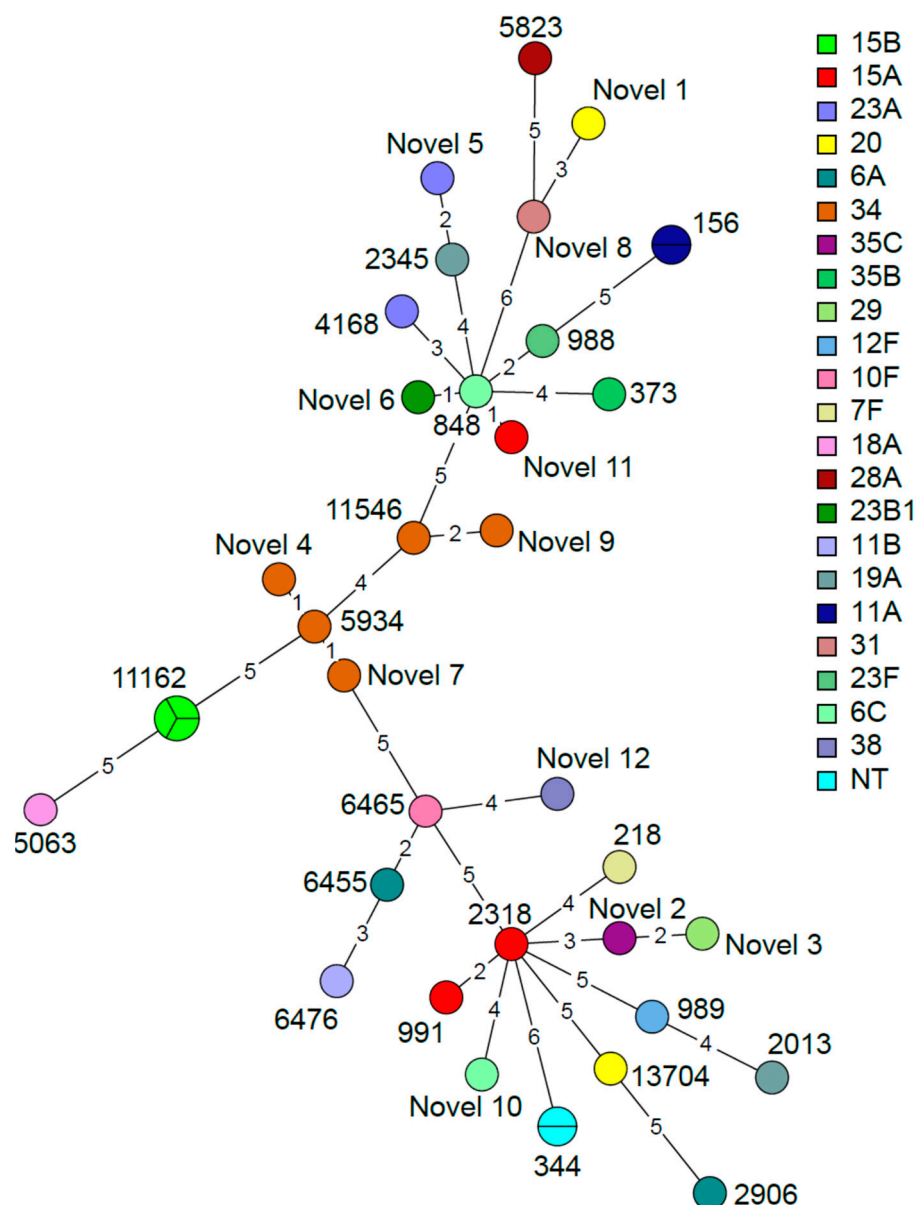 5823
Novel 1
5
3
Novel 5
2
156
2345
Novel 8
5
4168
4
6
988
3
2
Novel 6
1
4
373
848
1
Novel 11
5
11546
2
Novel 9
Novel 4
4
1
5934
1
11162
5
Novel 7
5
5
Novel 12
5063
6465
4
2
5
218
6455
4
2318
Novel 2
3
3
2
Novel 3
2
5
6476
991
4
5
989
6
4
2013
Novel 10
13704
344
5
2906
15B
15A
23A
20
6A
34
35C
35B
29
12F
10F
7F
18A
28A
23B1
11B
19A
11A
31
23F
6C
38
NT